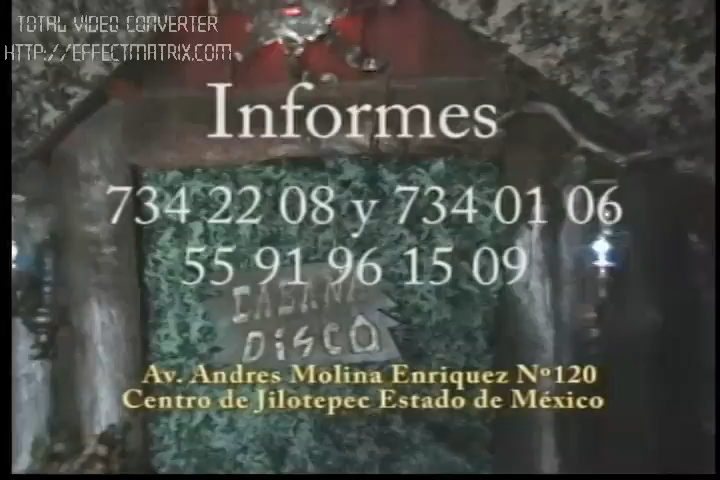 TOTAL VIDEO CONVERTER
HTTP://EFFECTMATRIX.COM
Informes
734 22 08 y 734 01 06
55 91 96 15 09
CABAÑA
DISCO
Av. Andres Molina Enriquez Nº120
Centro de Jilotepec Estado de México